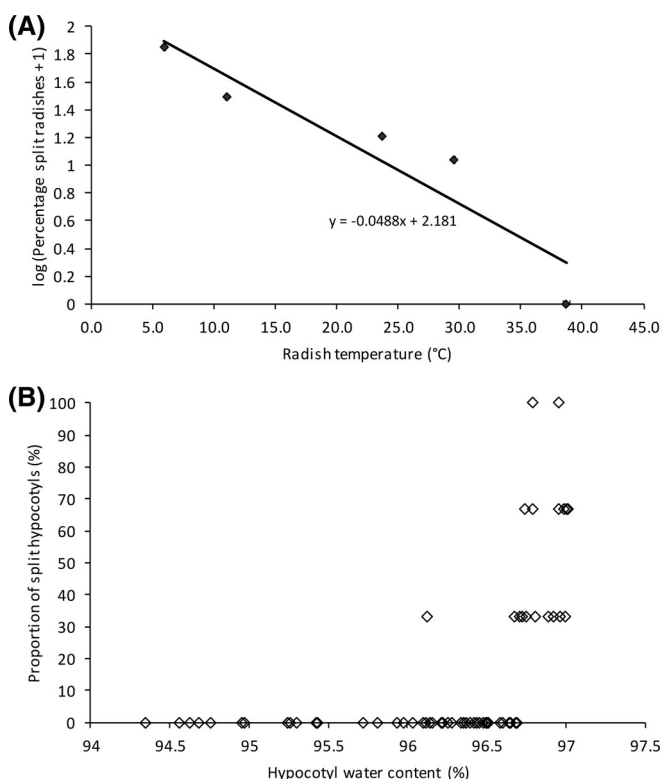 (A)
2
1.8
1.6
1.4
1.2
1
0.8
0.6
0.4
0.2
0
log (Percentage split radishes + 1)
y = -0.0488x + 2.181
0.0 5.0 10.0 15.0 20.0 25.0 30.0 35.0 40.0 45.0
Radish temperature (°C)
(B)
100
90
80
70
60
50
40
30
20
10
0
Proportion of split hypocotyls (%)
94 94.5 95 95.5 96 96.5 97 97.5
Hypocotyl water content (%)